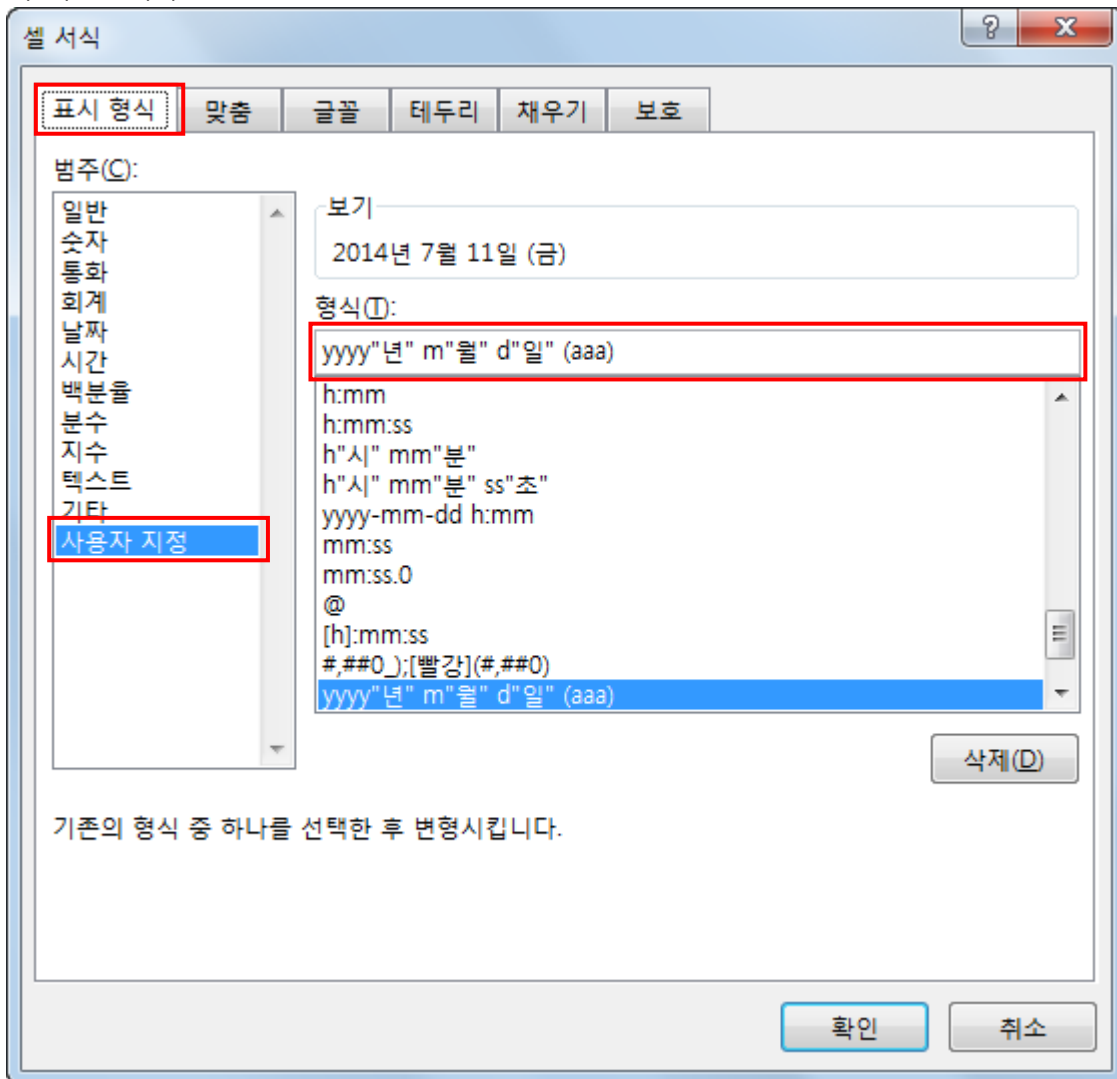 셀 서식
표시 형식 맞춤 글꼴 테두리 채우기 보호
범주(C):
일반
숫자
통화
회계
날짜
시간
백분율
분수
지수
텍스트
기타
사용자 지정
보기
2014년 7월 11일 (금)
형식(T):
yyyy"년" m"월" d"일" (aaa)
h:mm
h:mm:ss
h"시" mm"분"
h"시" mm"분" ss"초"
yyyy-mm-dd h:mm
mm:ss
mm:ss.0
@
[h]:mm:ss
#,##0_);[빨강](#,##0)
yyyy"년" m"월" d"일" (aaa)
삭제(D)
기존의 형식 중 하나를 선택한 후 변형시킵니다.
확인 취소